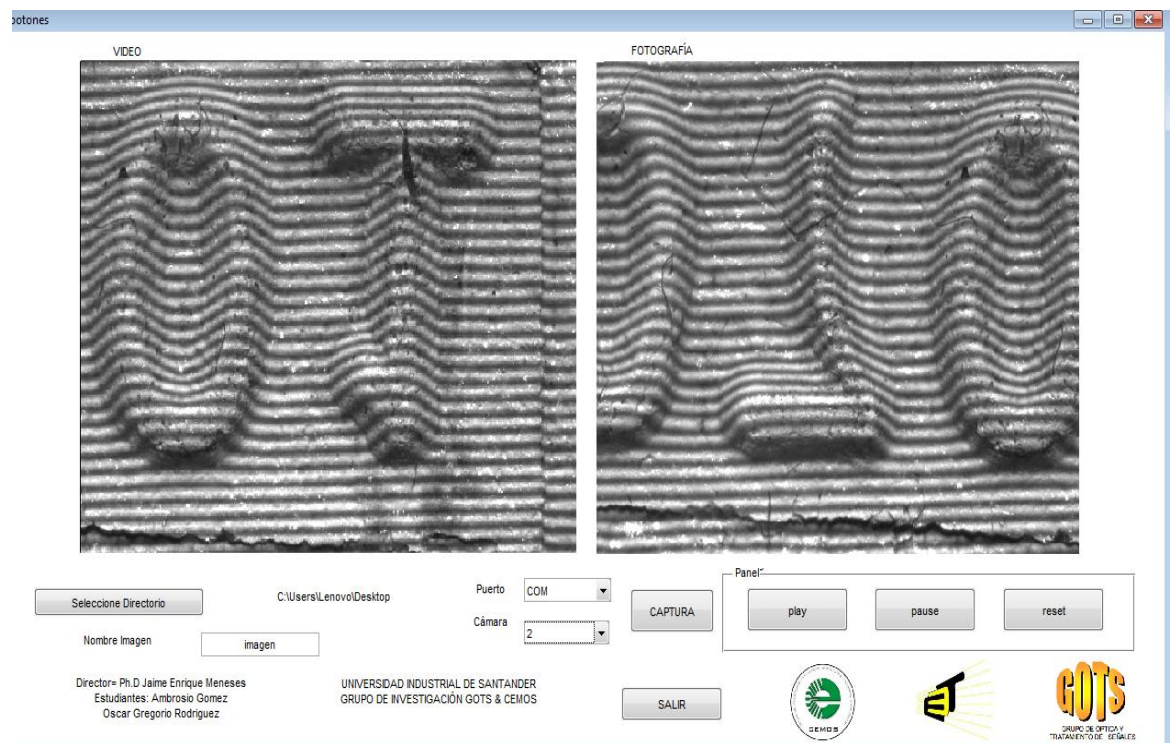 botones
VIDEO
FOTOGRAFÍA
Seleccione Directorio
C:\Users\Lenovo\Desktop
Puerto
COM
Cámara
2
CAPTURA
Panel
play
pause
reset
Nombre Imagen
imagen
Director= Ph.D Jaime Enrique Meneses
Estudiantes: Ambrosio Gomez
Oscar Gregorio Rodriguez
UNIVERSIDAD INDUSTRIAL DE SANTANDER
GRUPO DE INVESTIGACIÓN GOTS & CEMOS
SALIR
CEMOS
GOTS
GRUPO DE OPTICA Y
TRATAMIENTO DE SEÑALES